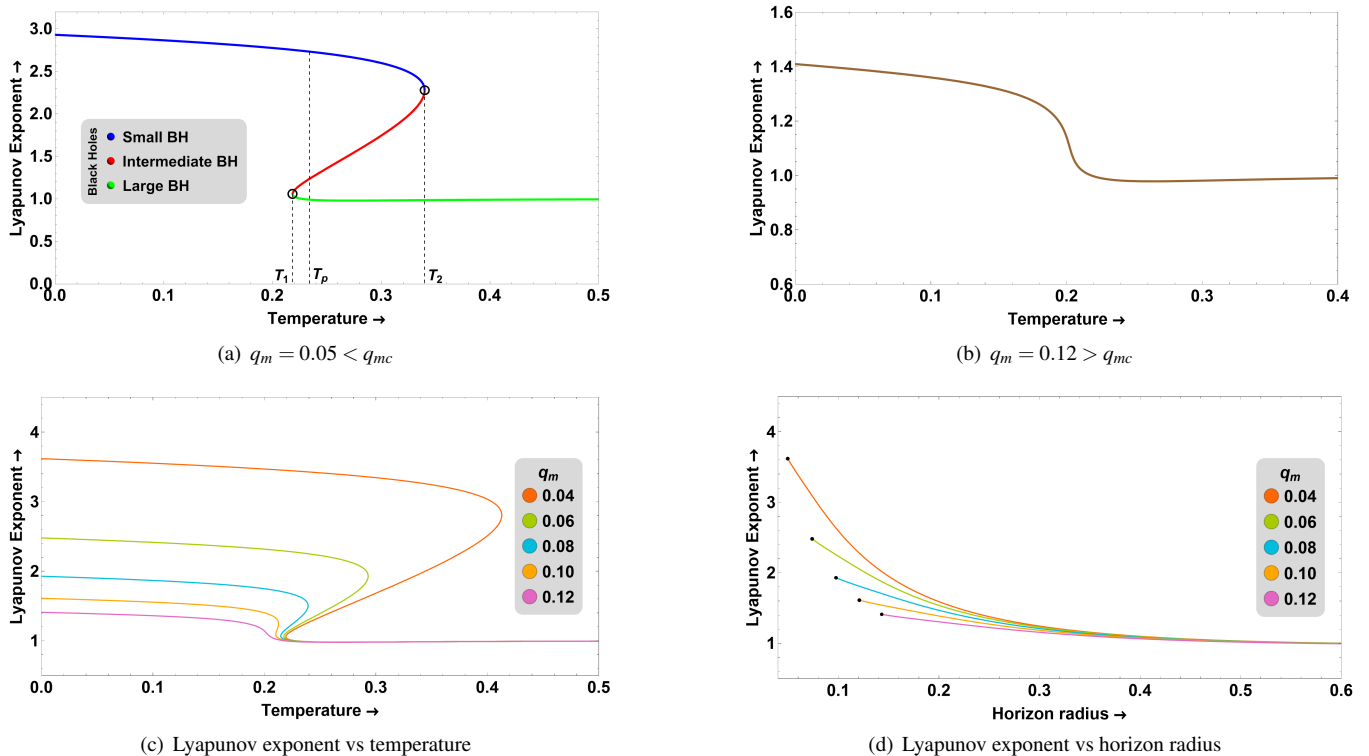 3.0
2.5
2.0
1.5
1.0
0.5
0.0
Lyapunov Exponent →
Black Holes
Small BH
Intermediate BH
Large BH
T1
Tp
T2
0.0 0.1 0.2 0.3 0.4 0.5
Temperature →
(a) qm = 0.05 < qmc
1.6
1.4
1.2
1.0
0.8
0.6
Lyapunov Exponent →
0.0 0.1 0.2 0.3 0.4
Temperature →
(b) qm = 0.12 > qmc
4
3
2
1
Lyapunov Exponent →
qm
0.04
0.06
0.08
0.10
0.12
0.0 0.1 0.2 0.3 0.4 0.5
Temperature →
(c) Lyapunov exponent vs temperature
4
3
2
1
Lyapunov Exponent →
qm
0.04
0.06
0.08
0.10
0.12
0.1 0.2 0.3 0.4 0.5 0.6
Horizon radius →
(d) Lyapunov exponent vs horizon radius